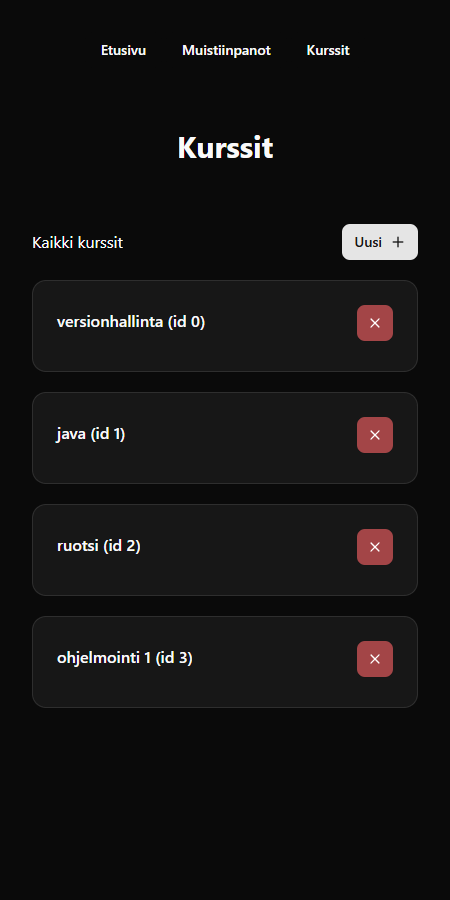 Etusivu Muistiinpanot Kurssit
Kurssit
Kaikki kurssit Uusi
versionhallinta (id 0)
java (id 1)
ruotsi (id 2)
ohjelmointi 1 (id 3)